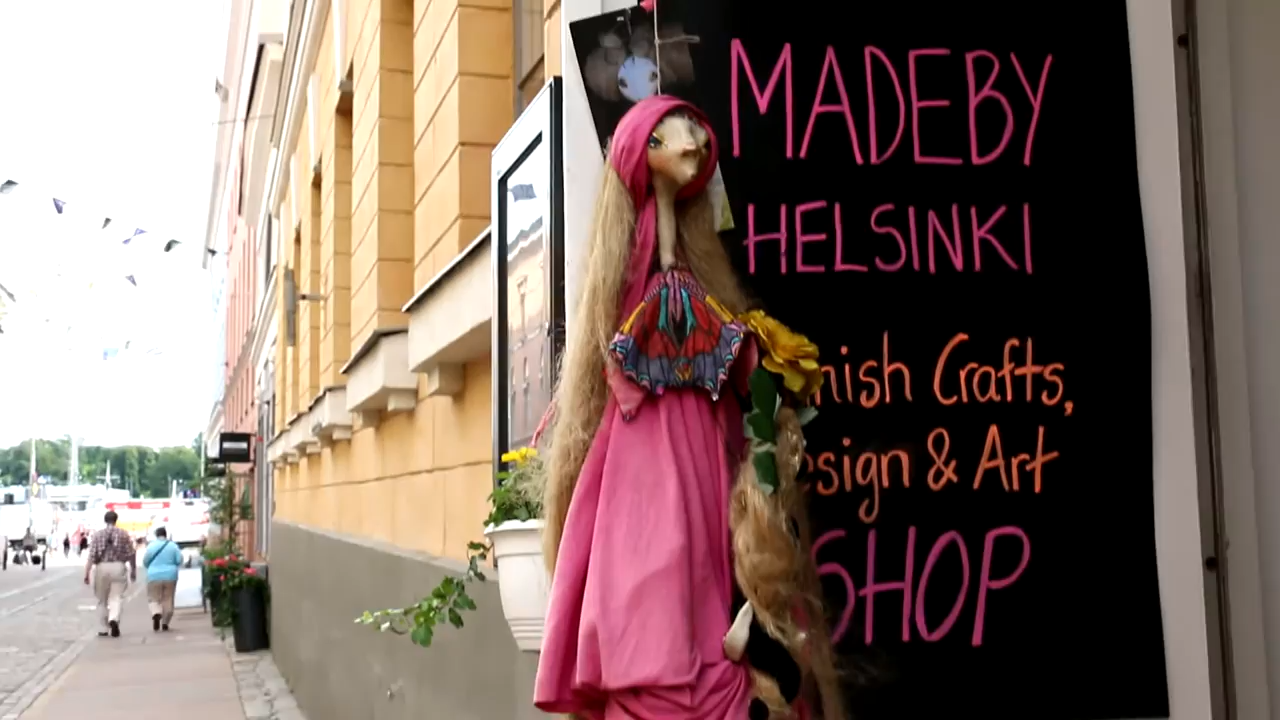 MADEBY
HELSINKI
nish Crafts,
esign & Art
SHOP